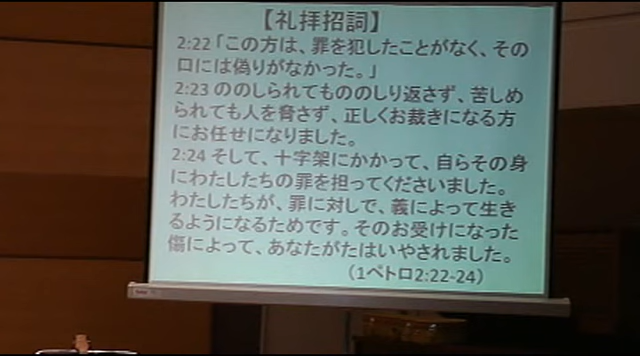 【礼拝招詞】
2:22「この方は、罪を犯したことがなく、その
口には偽りがなかった。」
2:23 ののしられてもののしり返さず、苦しめ
られても人を脅さず、正しくお裁きになる方
にお任せになりました。
2:24 そして、十字架にかかって、自らその身
にわたしたちの罪を担ってくださいました。
わたしたちが、罪に対して、義によって生き
るようになるためです。そのお受けになった
傷によって、あなたがたはいやされました。
（1ペトロ2:22-24）